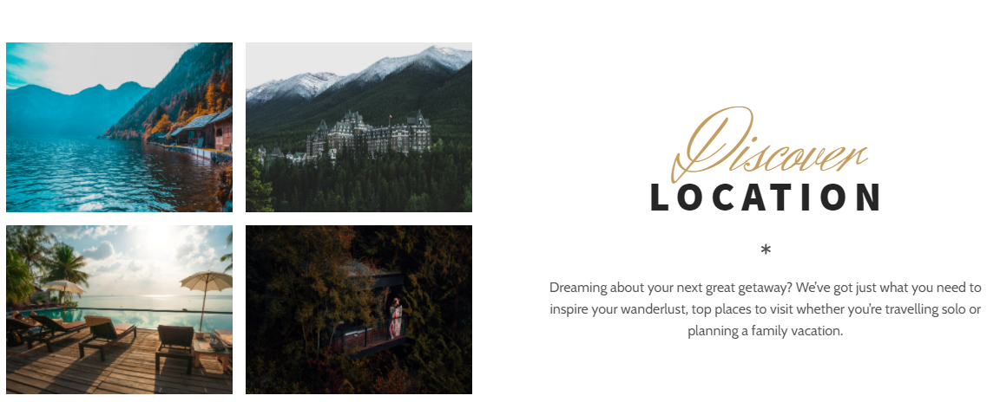 Discover
LOCATION
*
Dreaming about your next great getaway? We've got just what you need to
inspire your wanderlust, top places to visit whether you're travelling solo or
planning a family vacation.